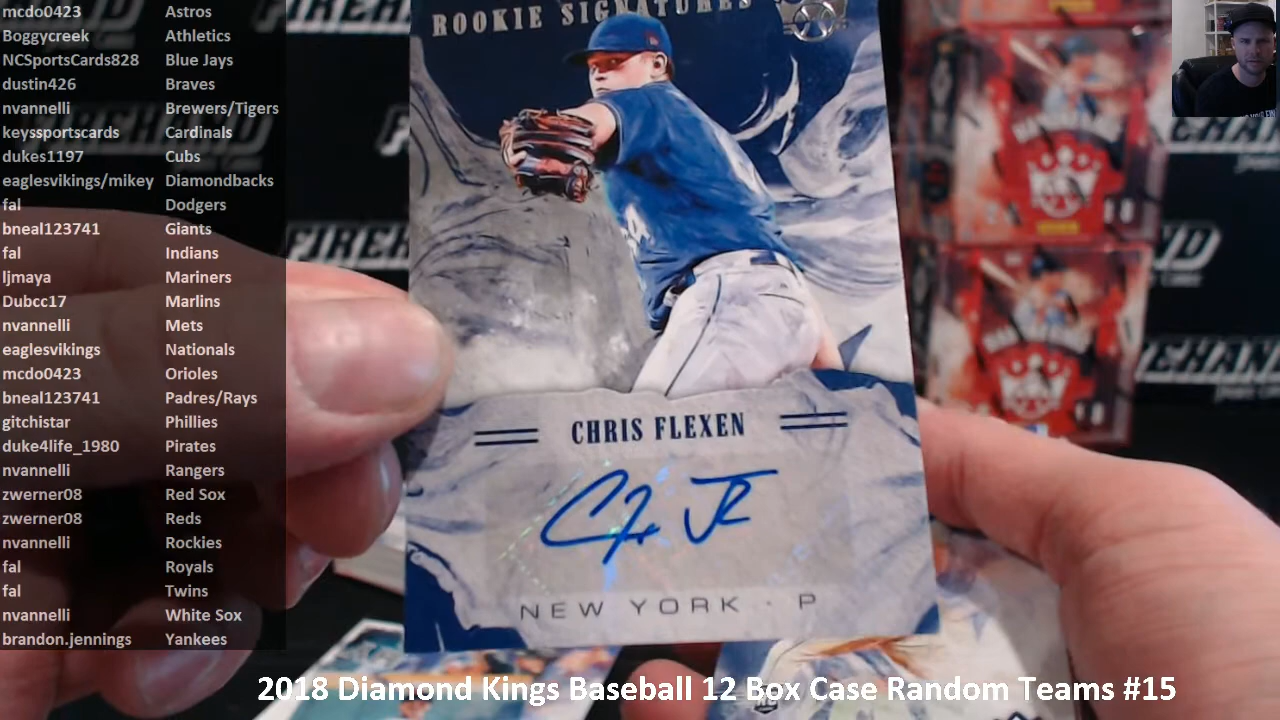 mcdo0423 Astros
Boggycreek Athletics
NCSportsCards828 Blue Jays
dustin426 Braves
nvannelli Brewers/Tigers
keyssportscards Cardinals
dukes1197 Cubs
eaglesvikings/mikey Diamondbacks
fal Dodgers
bneal123741 Giants
fal Indians
ljmaya Mariners
Dubcc17 Marlins
nvannelli Mets
eaglesvikings Nationals
mcdo0423 Orioles
bneal123741 Padres/Rays
gitchistar Phillies
duke4life_1980 Pirates
nvannelli Rangers
zwerner08 Red Sox
zwerner08 Reds
nvannelli Rockies
fal Royals
fal Twins
nvannelli White Sox
brandon.jennings Yankees
ROOKIE SIGNATURES
CHRIS FLEXEN
NEW YORK · P
2018 Diamond Kings Baseball 12 Box Case Random Teams #15